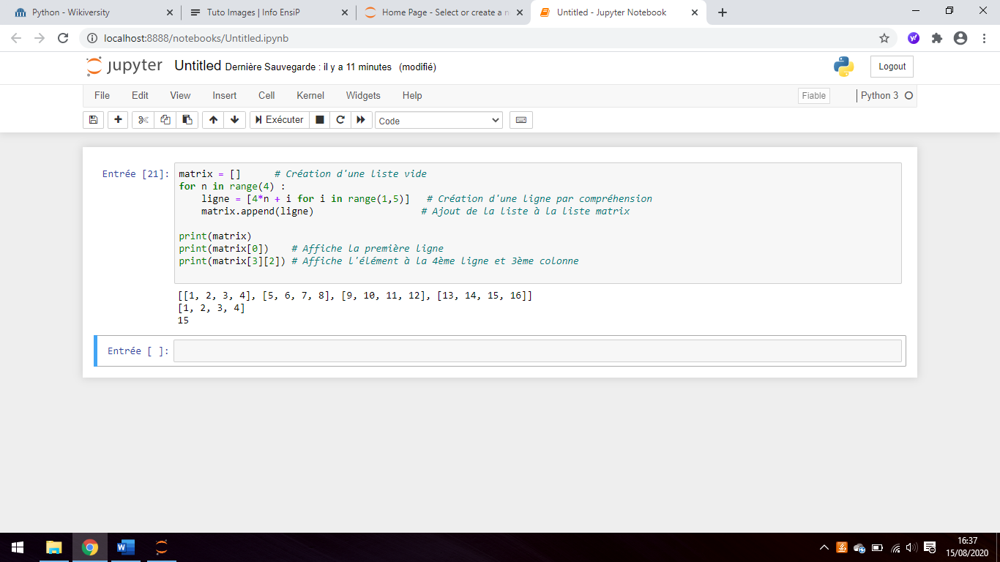 Python - Wikiversity
Tuto Images | Info EnsiP
Home Page - Select or create a n
Untitled - Jupyter Notebook
localhost:8888/notebooks/Untitled.ipynb
jupyter Untitled Dernière Sauvegarde : il y a 11 minutes (modifié)
Logout
File Edit View Insert Cell Kernel Widgets Help
Fiable
Python 3
Exécuter
Code
Entrée [21]:
matrix = []      # Création d'une liste vide
for n in range(4) :
    ligne = [4*n + i for i in range(1,5)]   # Création d'une ligne par compréhension
    matrix.append(ligne)                   # Ajout de la liste à la liste matrix
print(matrix)
print(matrix[0])    # Affiche la première ligne
print(matrix[3][2]) # Affiche l'élément à la 4ème ligne et 3ème colonne
[[1, 2, 3, 4], [5, 6, 7, 8], [9, 10, 11, 12], [13, 14, 15, 16]]
[1, 2, 3, 4]
15
Entrée [ ]:
16:37
15/08/2020